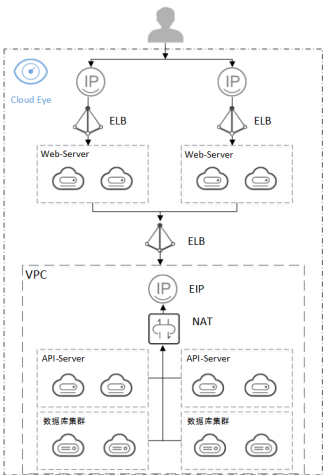 IP
IP
Cloud Eye
ELB
ELB
Web-Server
Web-Server
ELB
VPC
IP
EIP
NAT
API-Server
API-Server
数据库集群
数据库集群